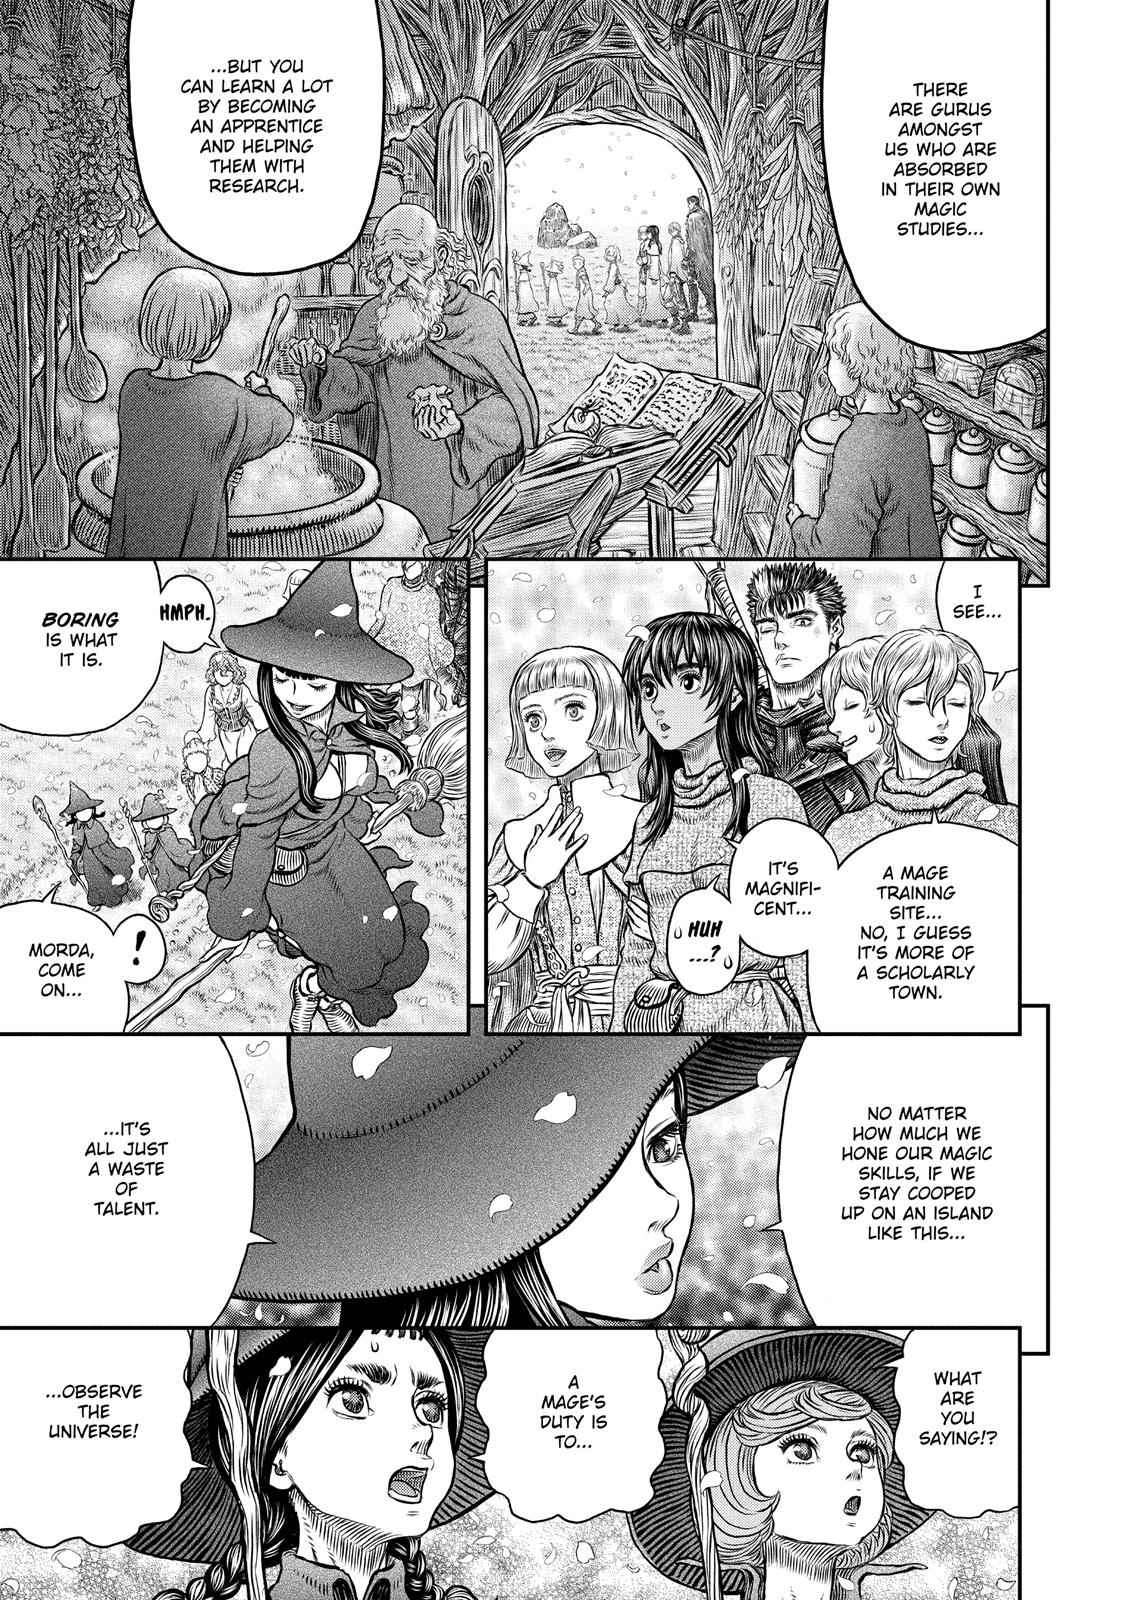 THERE
ARE GURUS
AMONGST
US WHO ARE
ABSORBED
IN THEIR OWN
MAGIC
STUDIES...
...BUT YOU
CAN LEARN A LOT
BY BECOMING
AN APPRENTICE
AND HELPING
THEM WITH
RESEARCH.
I
SEE...
A MAGE
TRAINING
SITE...
NO, I GUESS
IT'S MORE OF
A SCHOLARLY
TOWN.
IT'S
MAGNIFI-
CENT...
HUH
...?
HMPH.
BORING
IS WHAT
IT IS.
!
MORDA,
COME
ON...
NO MATTER
HOW MUCH WE
HONE OUR MAGIC
SKILLS, IF WE
STAY COOPED
UP ON AN ISLAND
LIKE THIS...
...IT'S
ALL JUST
A WASTE
OF
TALENT.
WHAT
ARE
YOU
SAYING!?
A
MAGE'S
DUTY IS
TO...
...OBSERVE
THE
UNIVERSE!